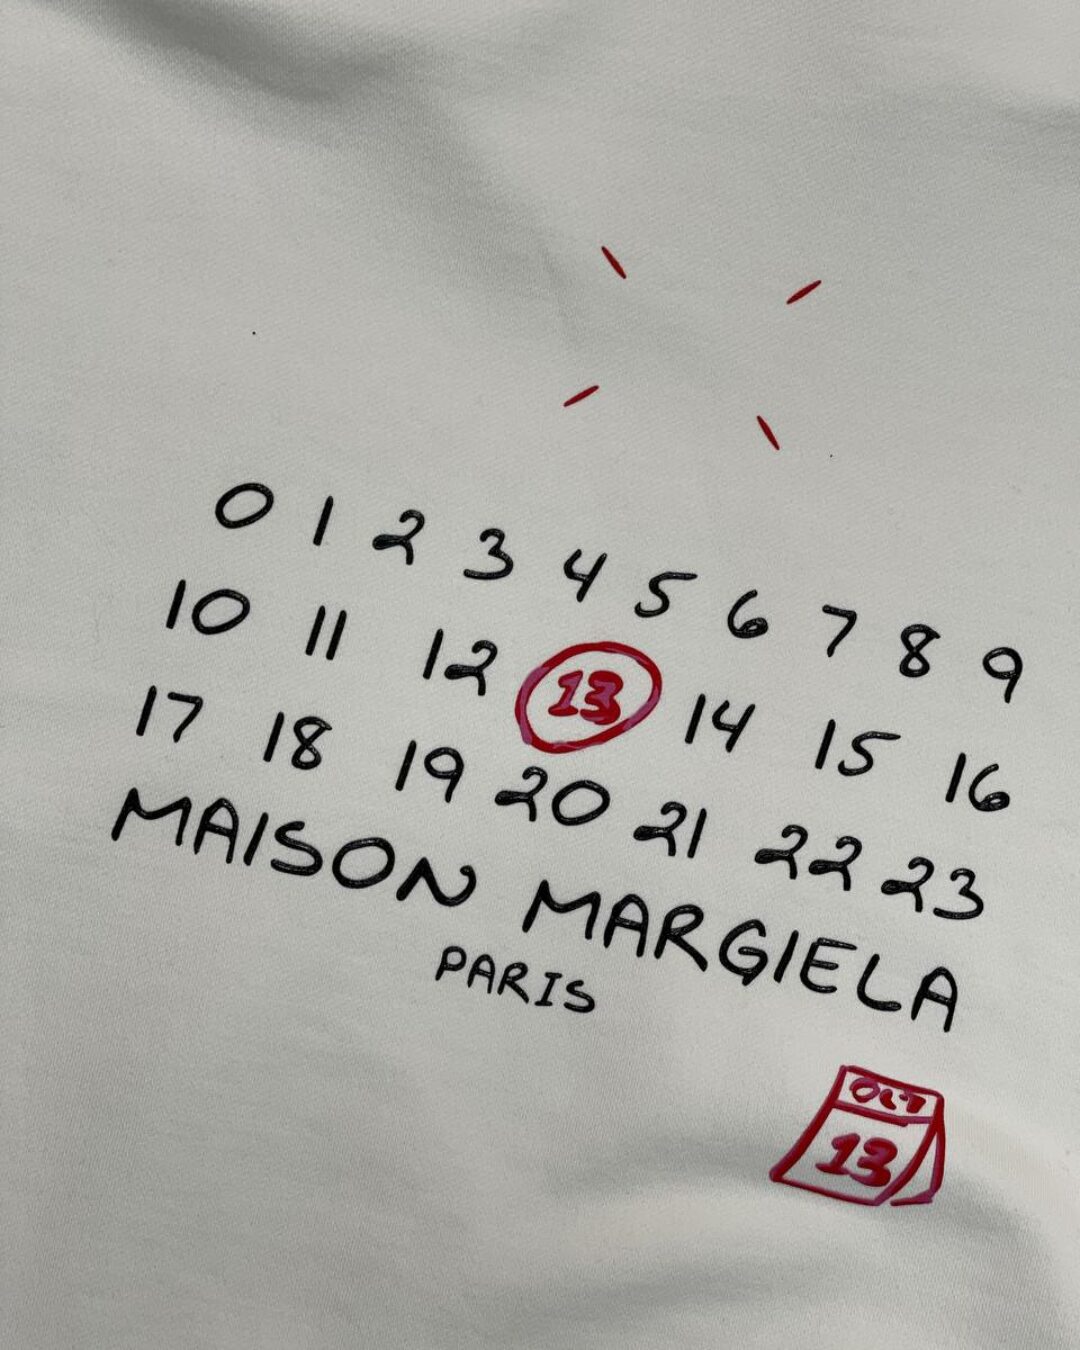 0 1 2 3 4 5 6 7 8 9
10 11 12 13 14 15 16
17 18 19 20 21 22 23
MAISON MARGIELA
PARIS
OCT
13